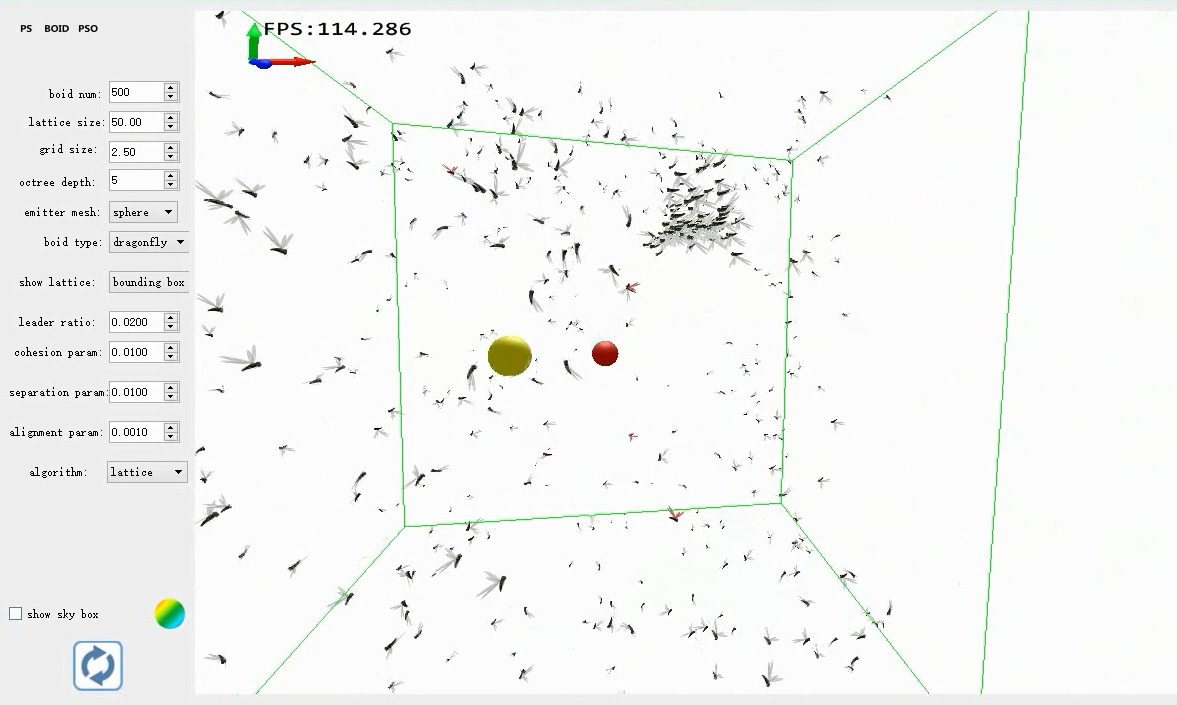 PS BOID PSO
FPS:114.286
boid num: 500
lattice size: 50.00
grid size: 2.50
octree depth: 5
emitter mesh: sphere
boid type: dragonfly
show lattice: bounding box
leader ratio: 0.0200
cohesion param: 0.0100
separation param: 0.0100
alignment param: 0.0010
algorithm: lattice
show sky box